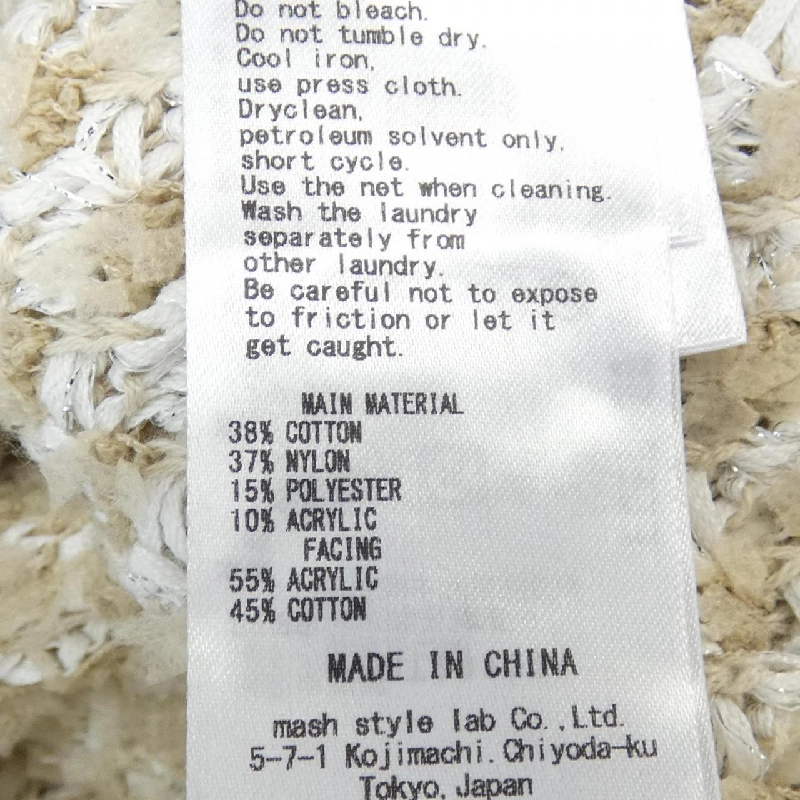 Do not bleach.
Do not tumble dry.
Cool iron,
use press cloth.
Dryclean,
petroleum solvent only,
short cycle.
Use the net when cleaning.
Wash the laundry
separately from
other laundry.
Be careful not to expose
to friction or let it
get caught.
MAIN MATERIAL
38% COTTON
37% NYLON
15% POLYESTER
10% ACRYLIC
FACING
55% ACRYLIC
45% COTTON
MADE IN CHINA
mash style lab Co.,Ltd.
5-7-1 Kojimachi.Chiyoda-ku
Tokyo,Japan